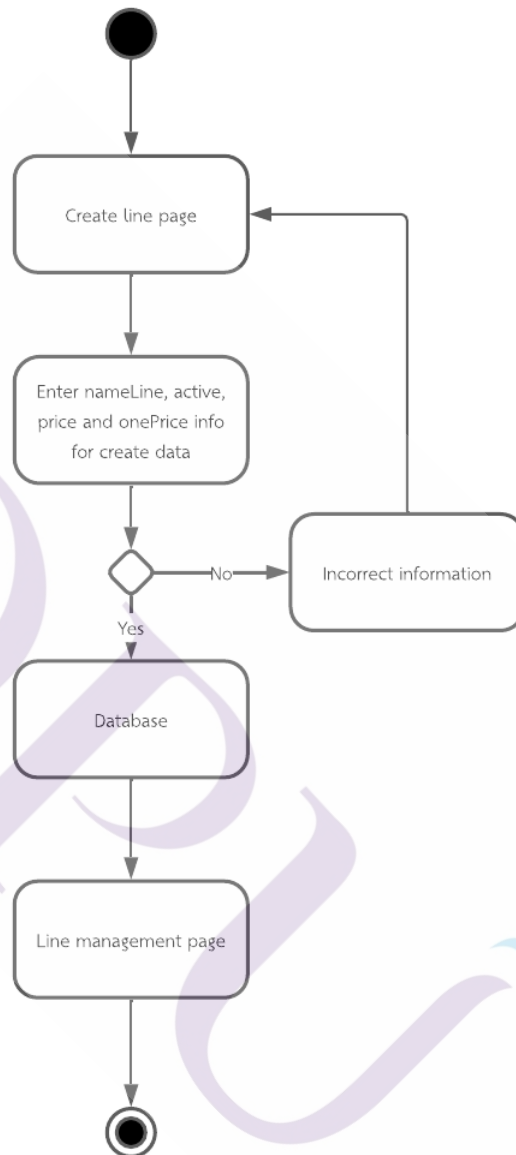 Create line page
Enter nameLine, active,
price and onePrice info
for create data
No
Incorrect information
Yes
Database
Line management page